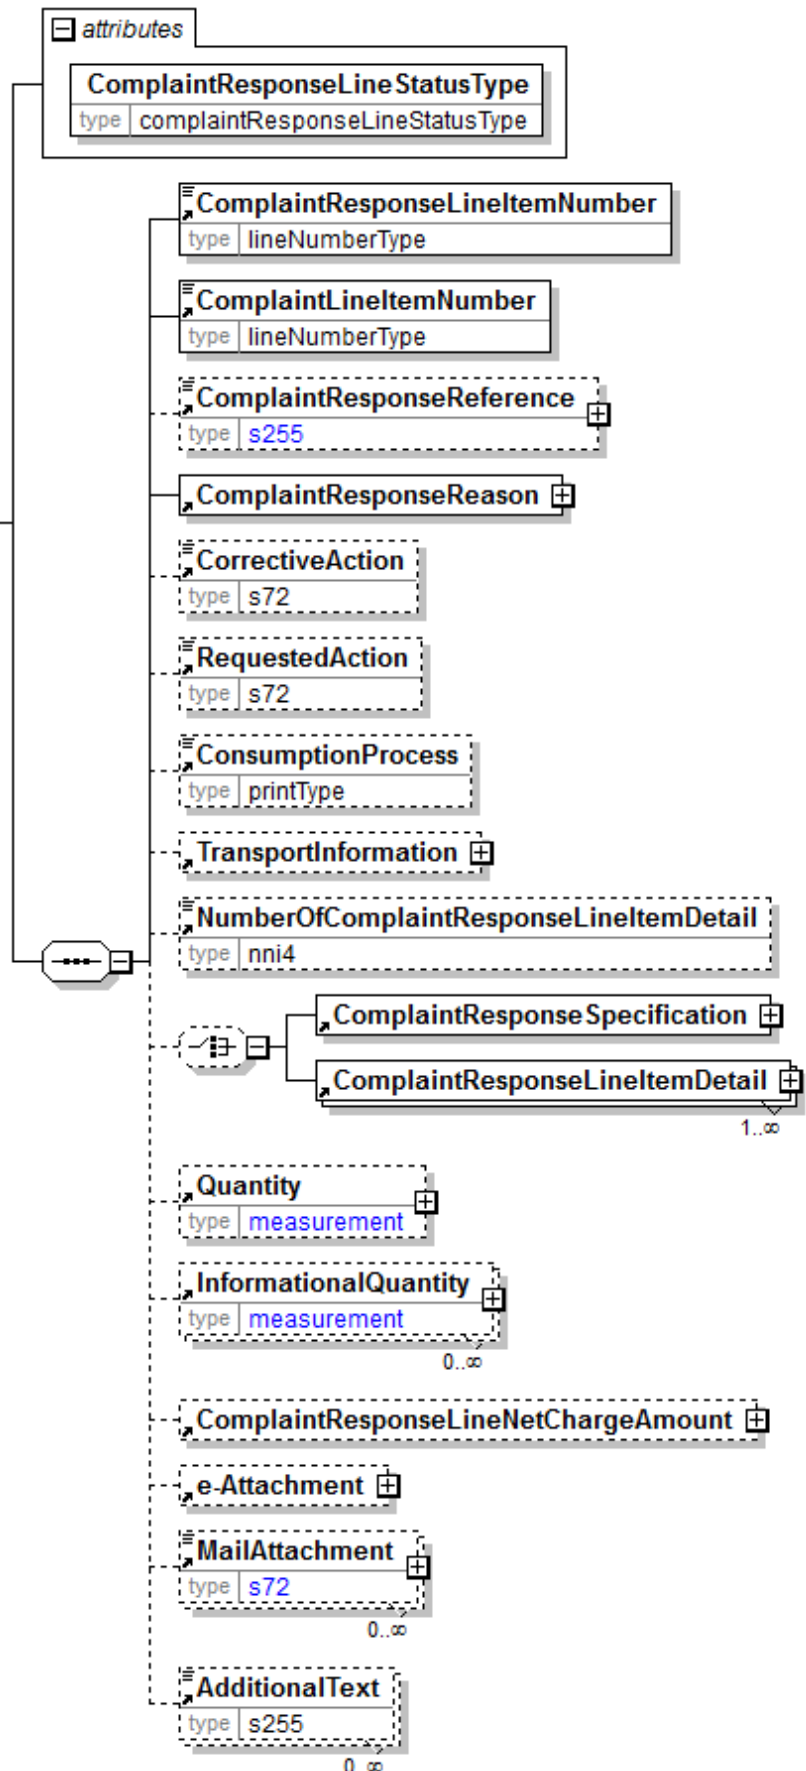 attributes
ComplaintResponseLineStatusType
type complaintResponseLineStatusType
ComplaintResponseLineItemNumber
type lineNumberType
ComplaintLineItemNumber
type lineNumberType
ComplaintResponseReference
type s255
ComplaintResponseReason
CorrectiveAction
type s72
RequestedAction
type s72
ConsumptionProcess
type printType
TransportInformation
NumberOfComplaintResponseLineItemDetail
type nni4
ComplaintResponseSpecification
ComplaintResponseLineItemDetail
1..∞
Quantity
type measurement
InformationalQuantity
type measurement
0..∞
ComplaintResponseLineNetChargeAmount
e-Attachment
MailAttachment
type s72
0..∞
AdditionalText
type s255
0..∞